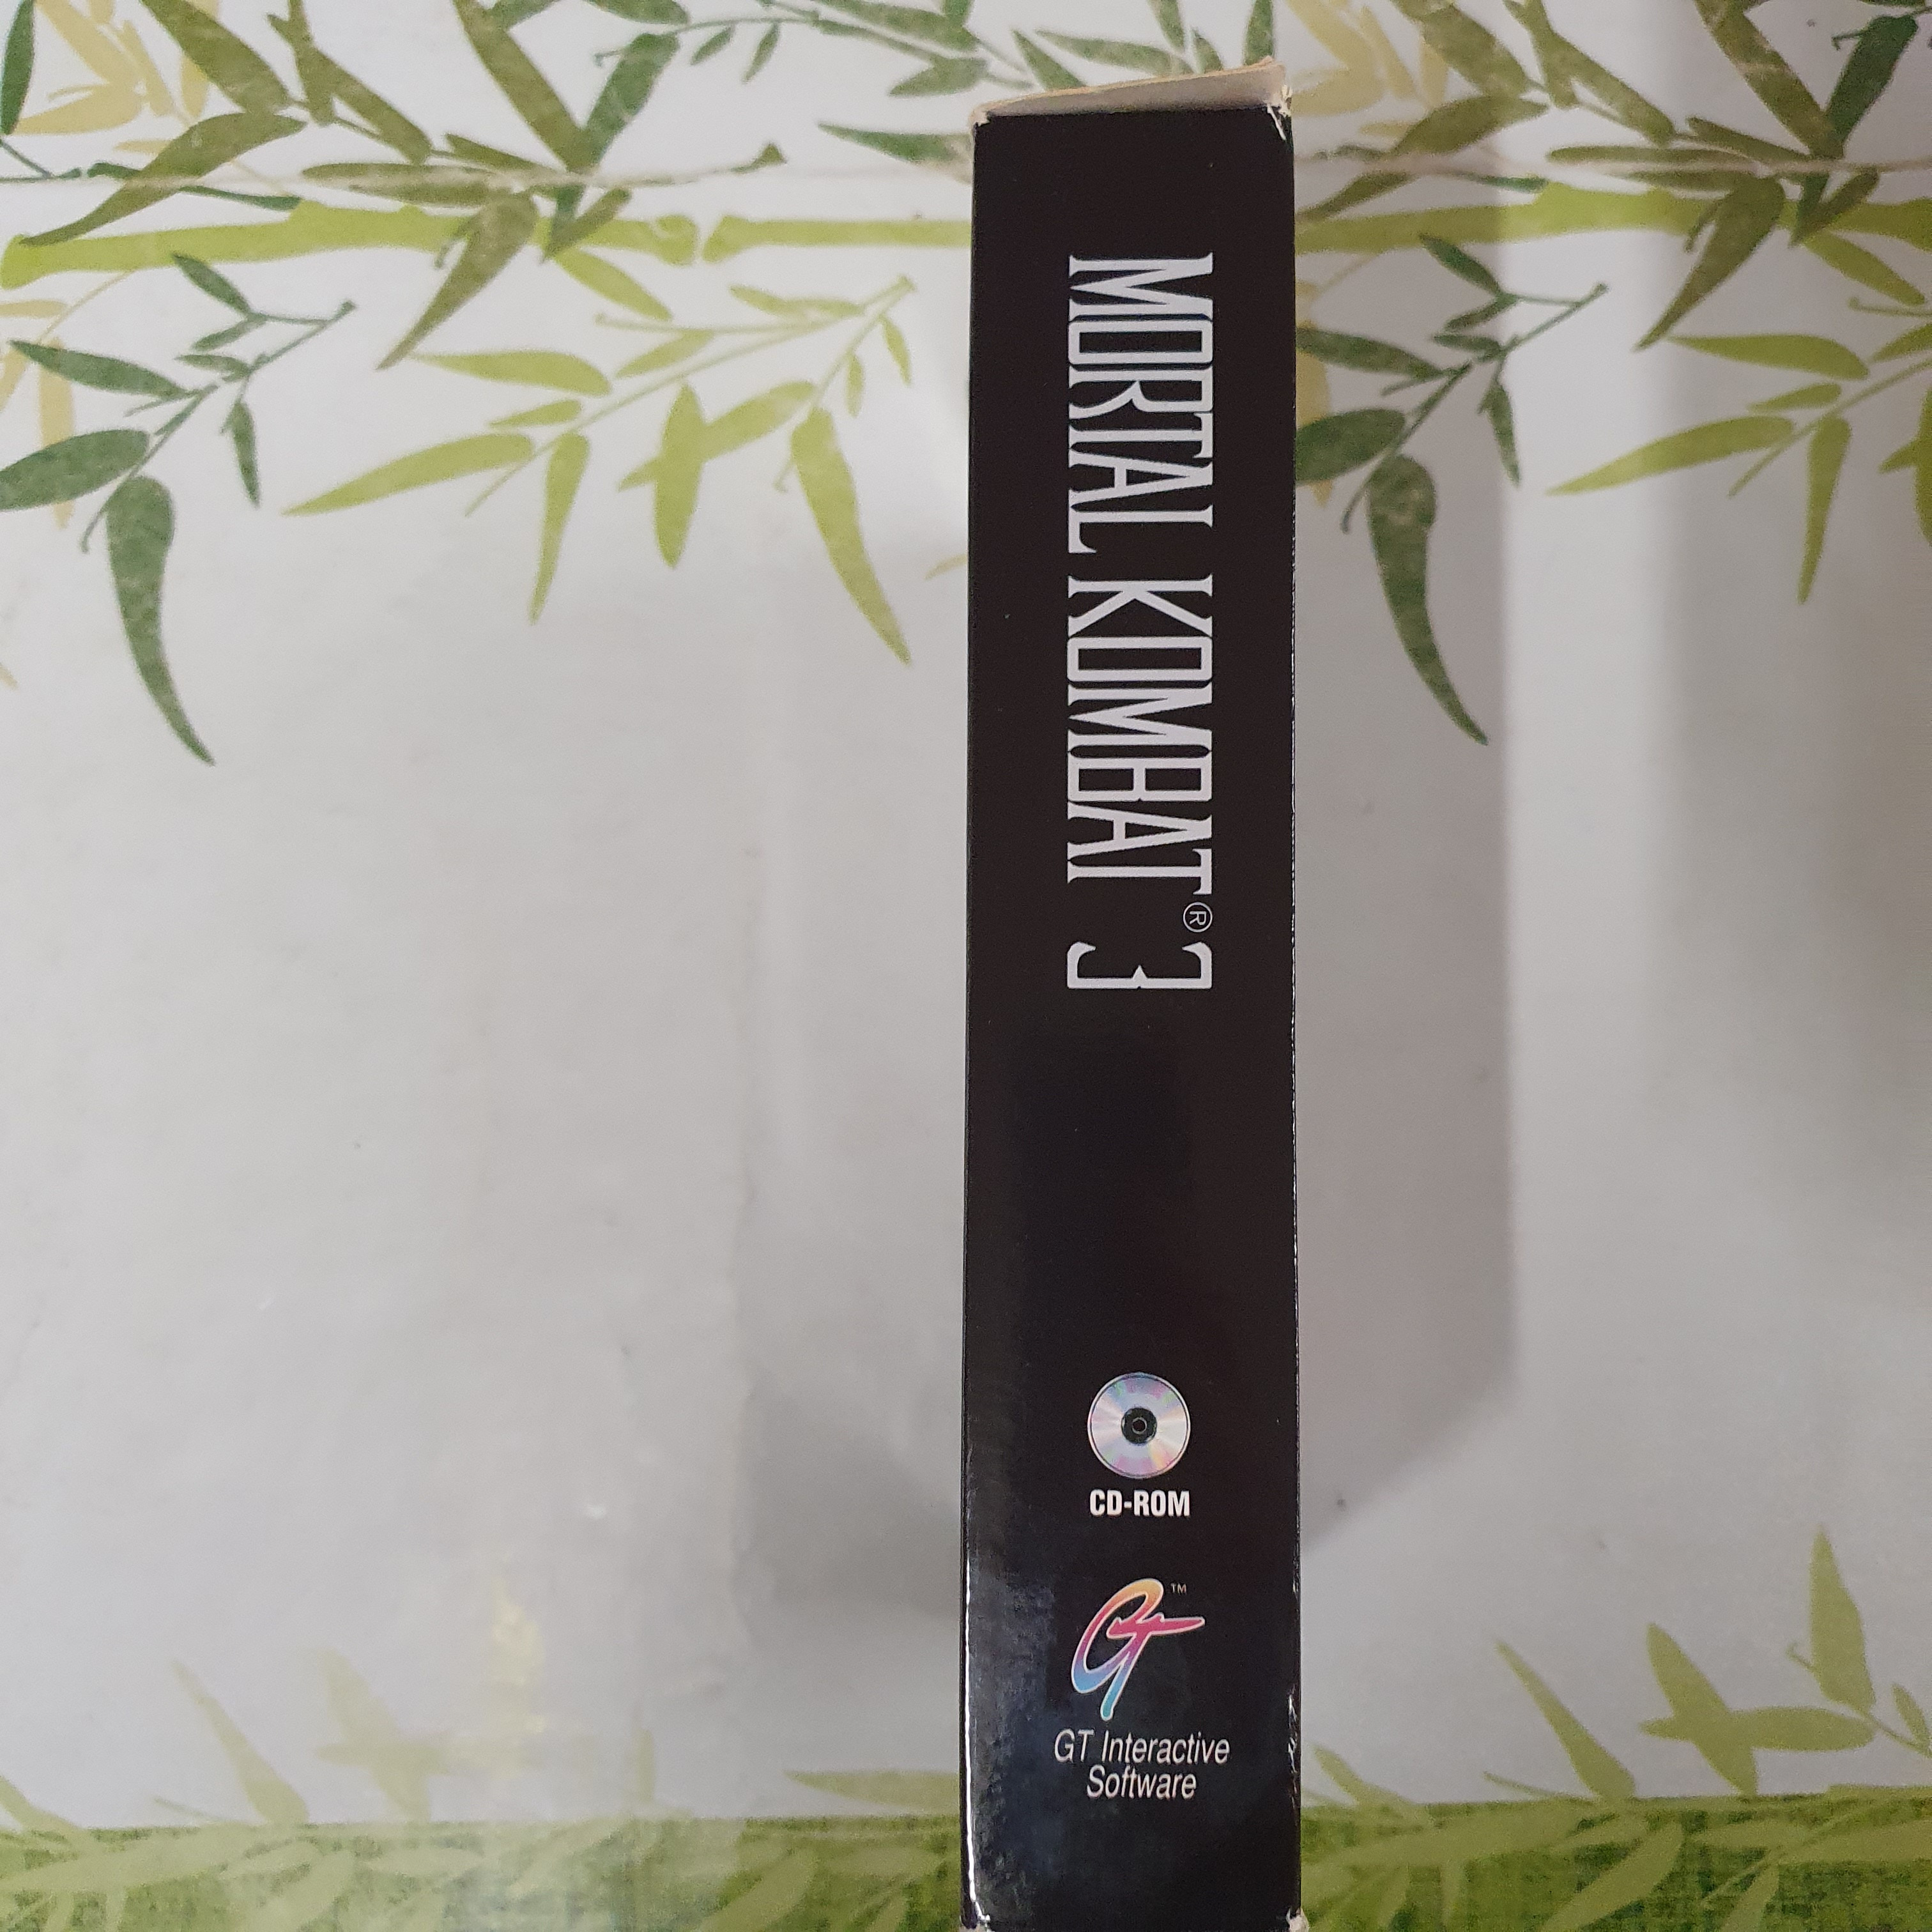 MORTAL KOMBAT® 3
CD-ROM
GT™
GT Interactive
Software